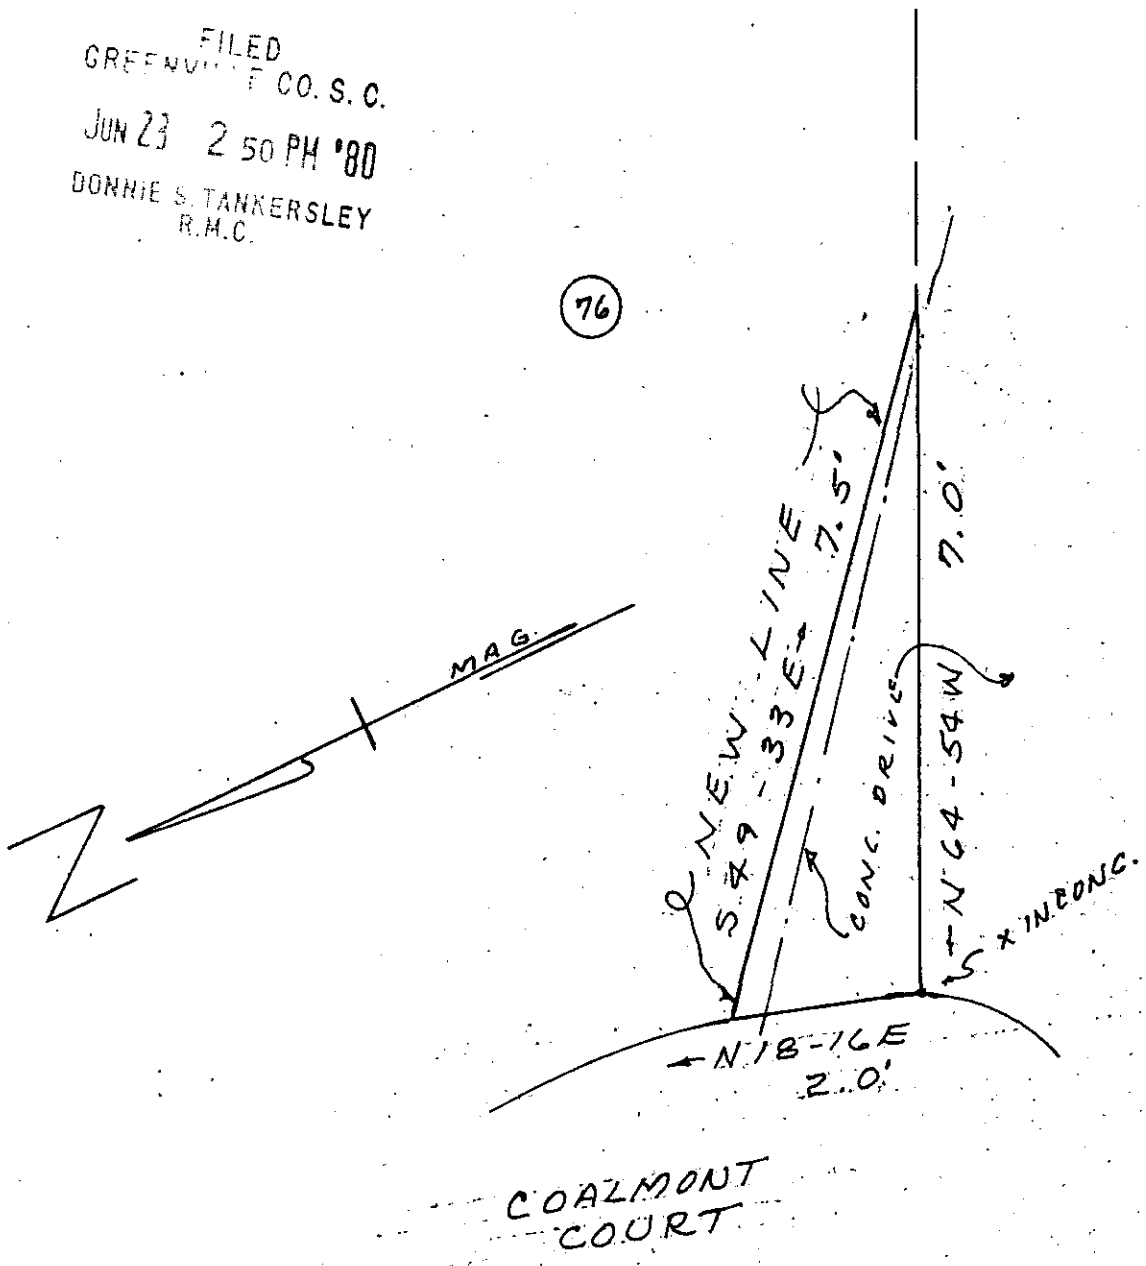 FILED
CO. S. C.
JUN 23 2 50 PM '80
DONNIE S. TANKERSLEY
R.M.C.
76
NEW LINE
7.5'
S 49 - 33 E
7.0'
MAG.
CONC. DRIVE
N 64 - 54 W
X IN CONC.
N 18 - 16 E
2.0'
COALMONT
COURT